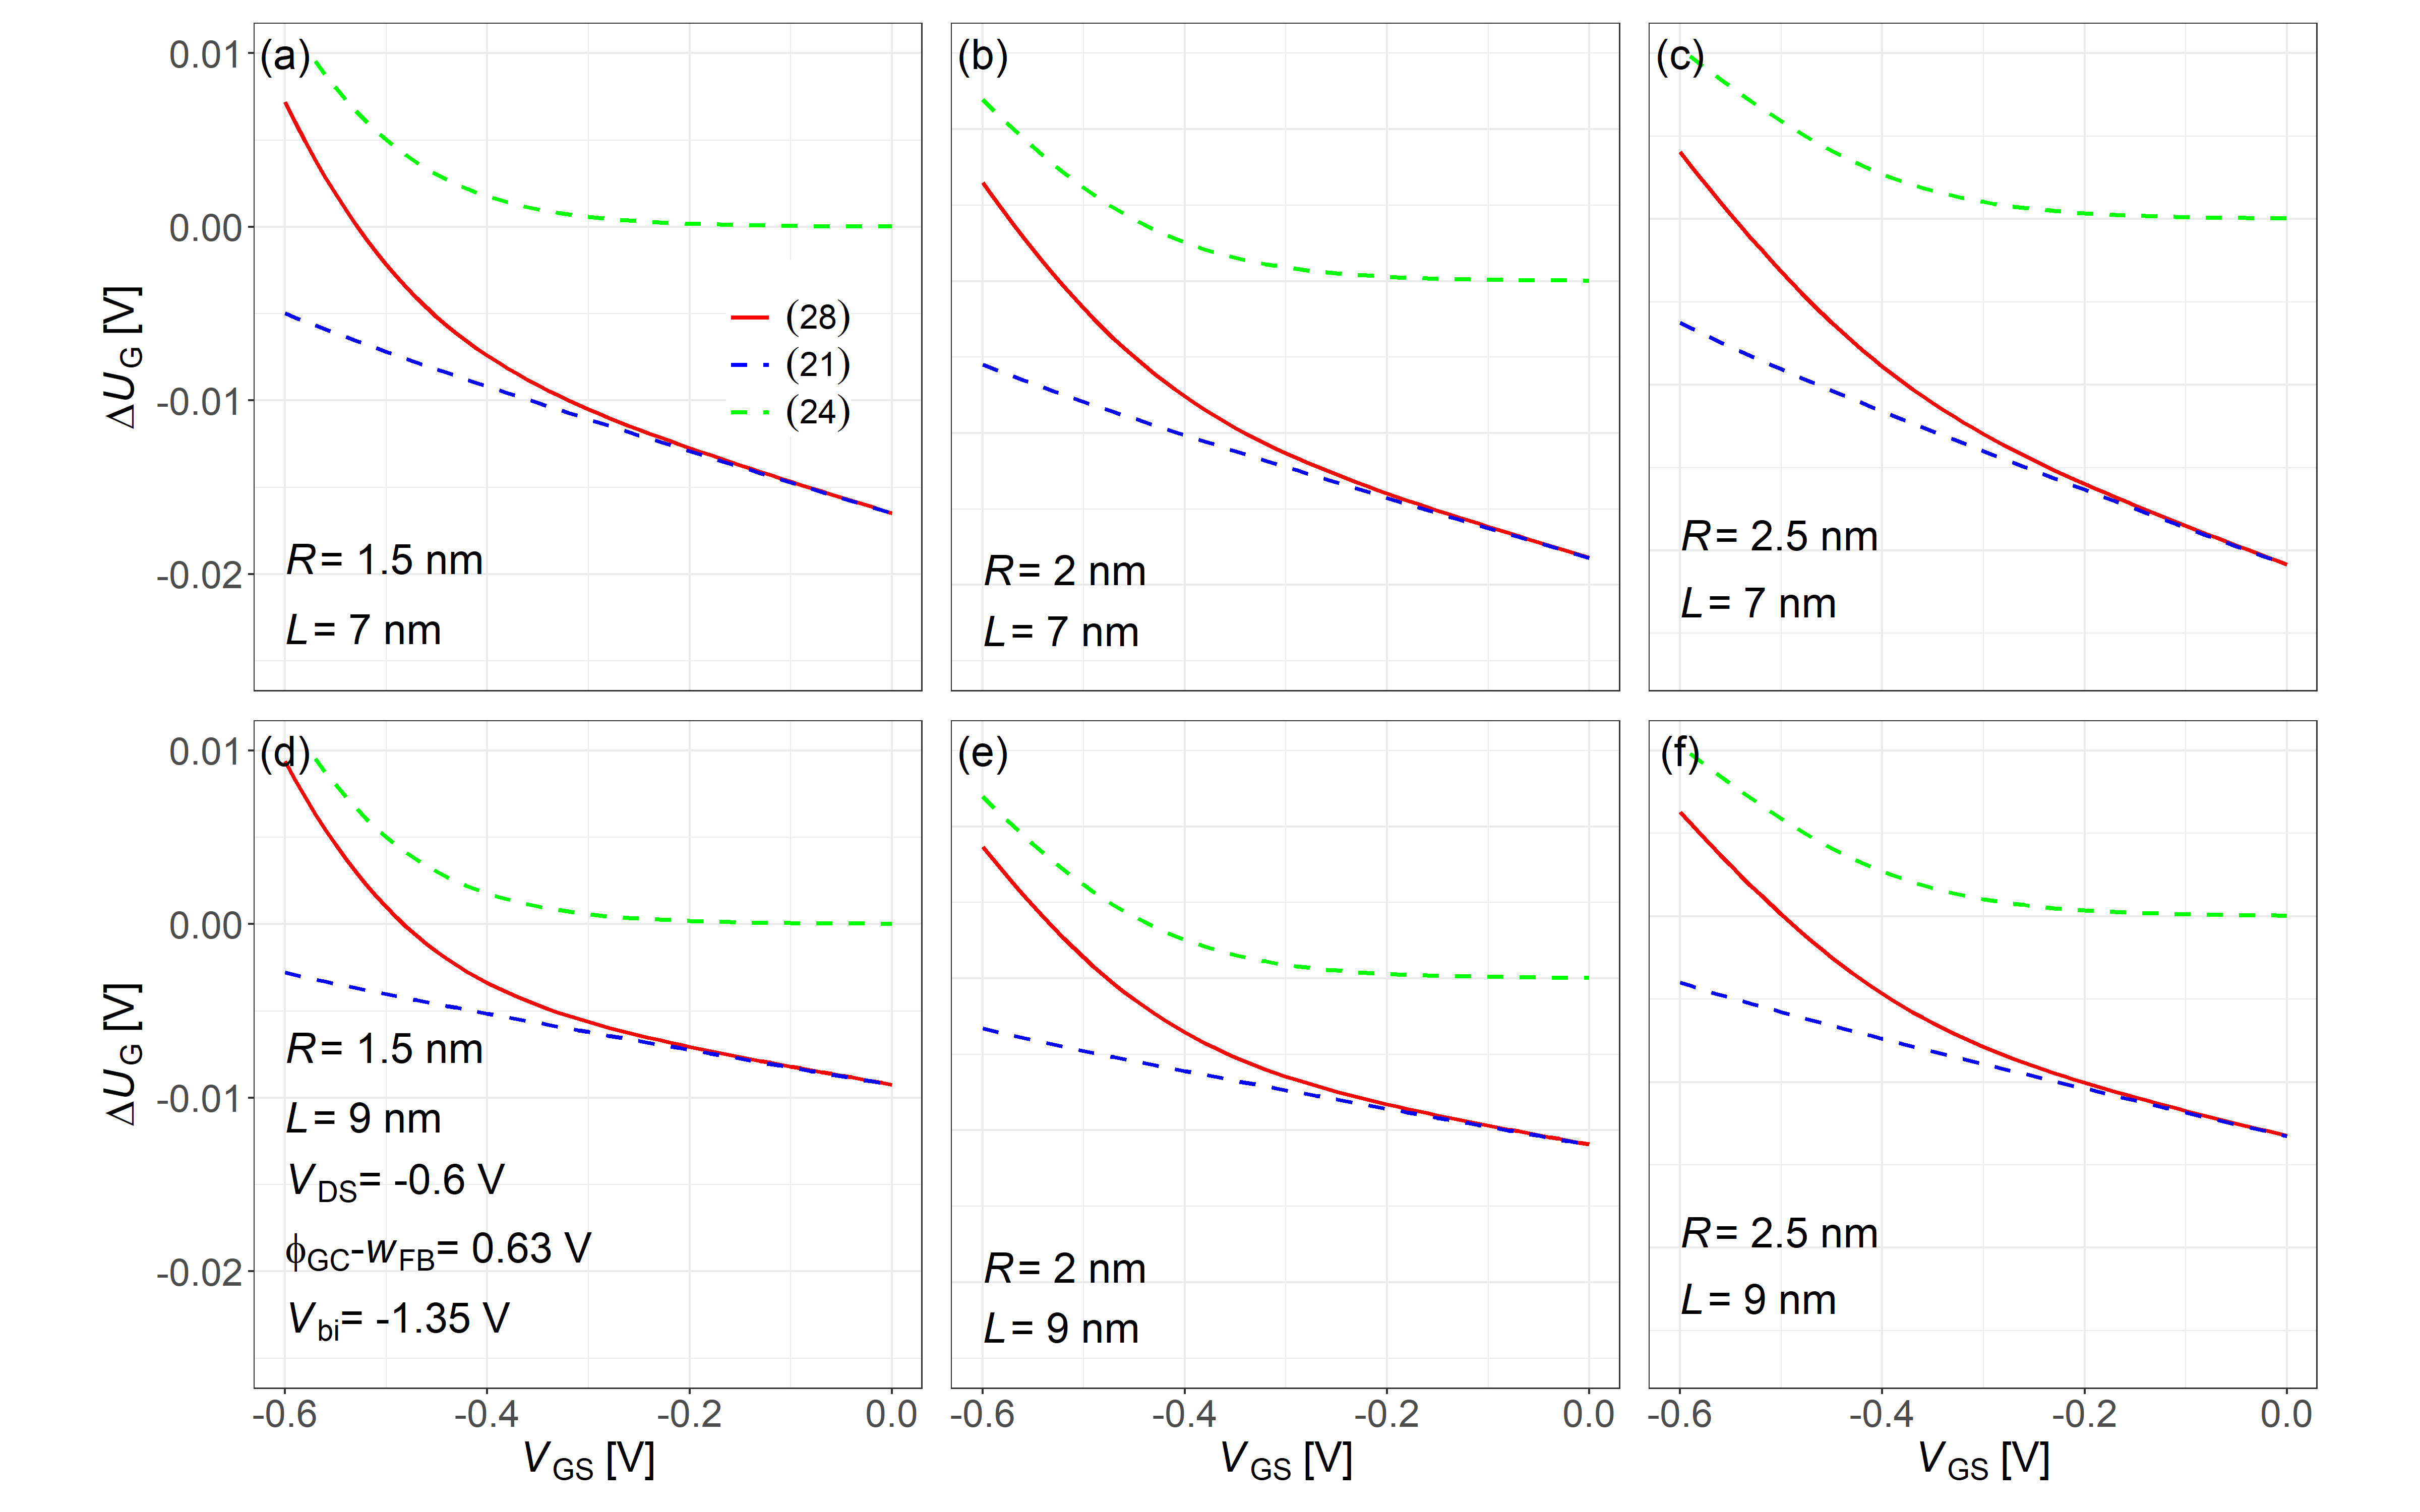 (a)
(b)
(c)
0.01
0.00
-0.01
-0.02
ΔU_G [V]
(28)
(21)
(24)
R= 1.5 nm
L= 7 nm
R= 2 nm
L= 7 nm
R= 2.5 nm
L= 7 nm
(d)
(e)
(f)
0.01
0.00
-0.01
-0.02
ΔU_G [V]
R= 1.5 nm
L= 9 nm
V_DS= -0.6 V
ϕ_GC-w_FB= 0.63 V
V_bi= -1.35 V
R= 2 nm
L= 9 nm
R= 2.5 nm
L= 9 nm
-0.6 -0.4 -0.2 0.0
-0.6 -0.4 -0.2 0.0
-0.6 -0.4 -0.2 0.0
V_GS [V]
V_GS [V]
V_GS [V]